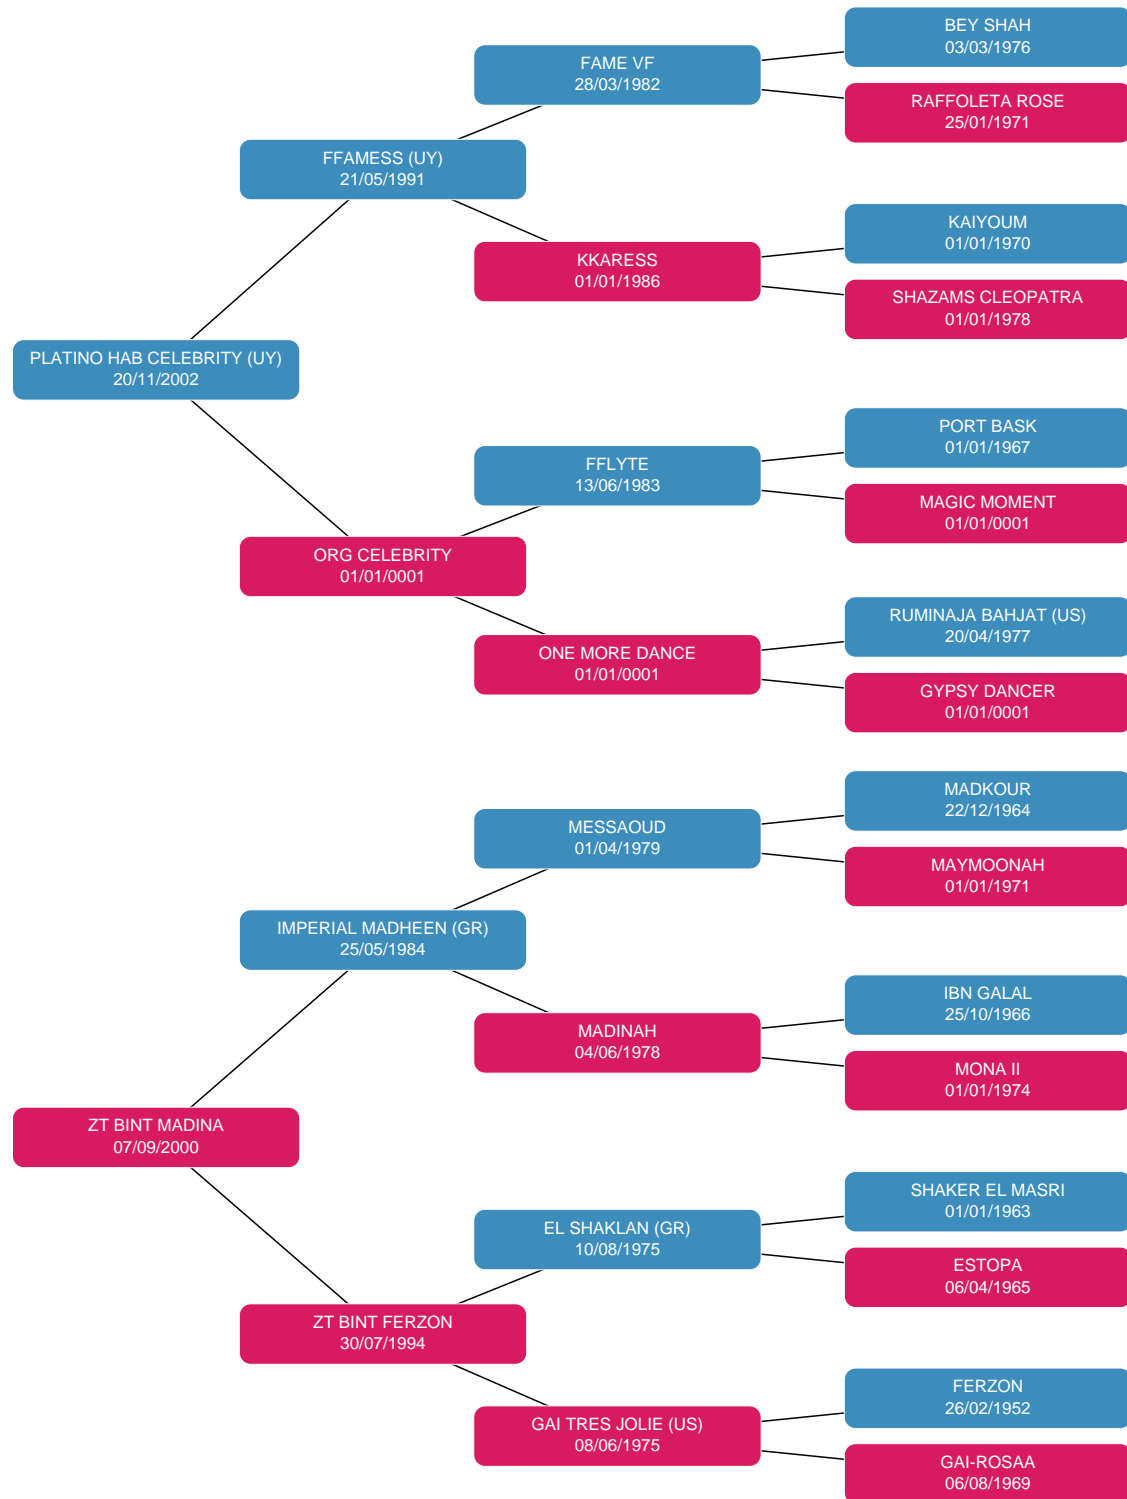 BEY SHAH
03/03/1976
FAME VF
28/03/1982
RAFFOLETA ROSE
25/01/1971
FFAMESS (UY)
21/05/1991
KAIYOUM
01/01/1970
KKARESS
01/01/1986
SHAZAMS CLEOPATRA
01/01/1978
PLATINO HAB CELEBRITY (UY)
20/11/2002
PORT BASK
01/01/1967
FFLYTE
13/06/1983
MAGIC MOMENT
01/01/0001
ORG CELEBRITY
01/01/0001
RUMINAJA BAHJAT (US)
20/04/1977
ONE MORE DANCE
01/01/0001
GYPSY DANCER
01/01/0001
MADKOUR
22/12/1964
MESSAOUD
01/04/1979
MAYMOONAH
01/01/1971
IMPERIAL MADHEEN (GR)
25/05/1984
IBN GALAL
25/10/1966
MADINAH
04/06/1978
MONA II
01/01/1974
ZT BINT MADINA
07/09/2000
SHAKER EL MASRI
01/01/1963
EL SHAKLAN (GR)
10/08/1975
ESTOPA
06/04/1965
ZT BINT FERZON
30/07/1994
FERZON
26/02/1952
GAI TRES JOLIE (US)
08/06/1975
GAI-ROSAA
06/08/1969